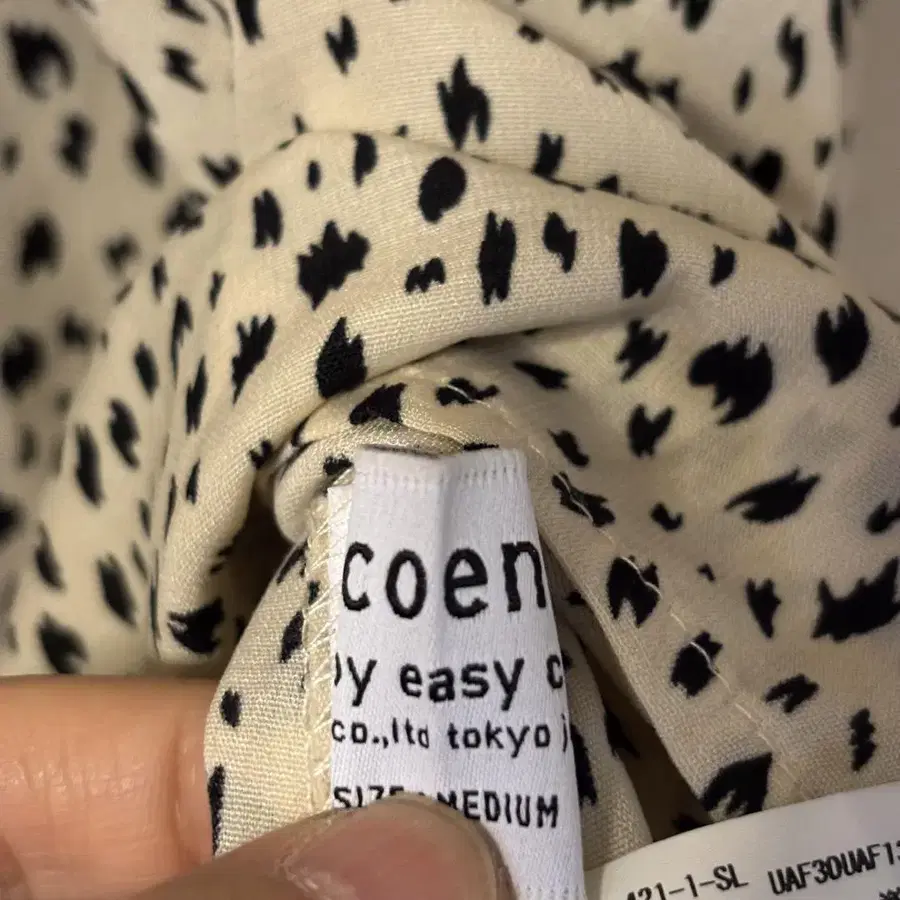 coen
easy
co.,ltd tokyo
SIZE MEDIUM
421-1-SL UAF30UAF13